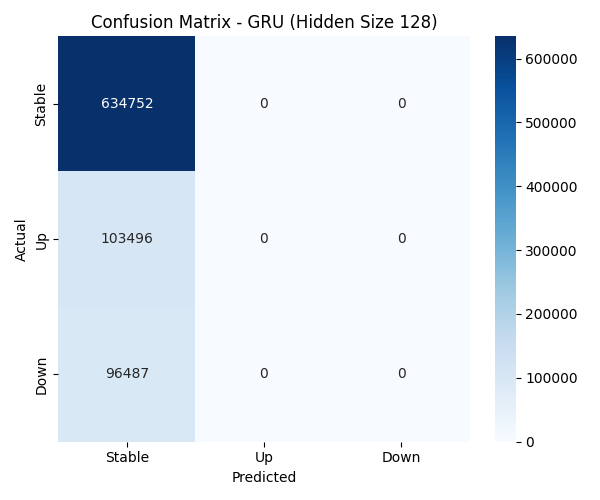 Confusion Matrix - GRU (Hidden Size 128)
Stable 634752 0 0
Up 103496 0 0
Down 96487 0 0
Actual
Stable Up Down
Predicted
600000
500000
400000
300000
200000
100000
0